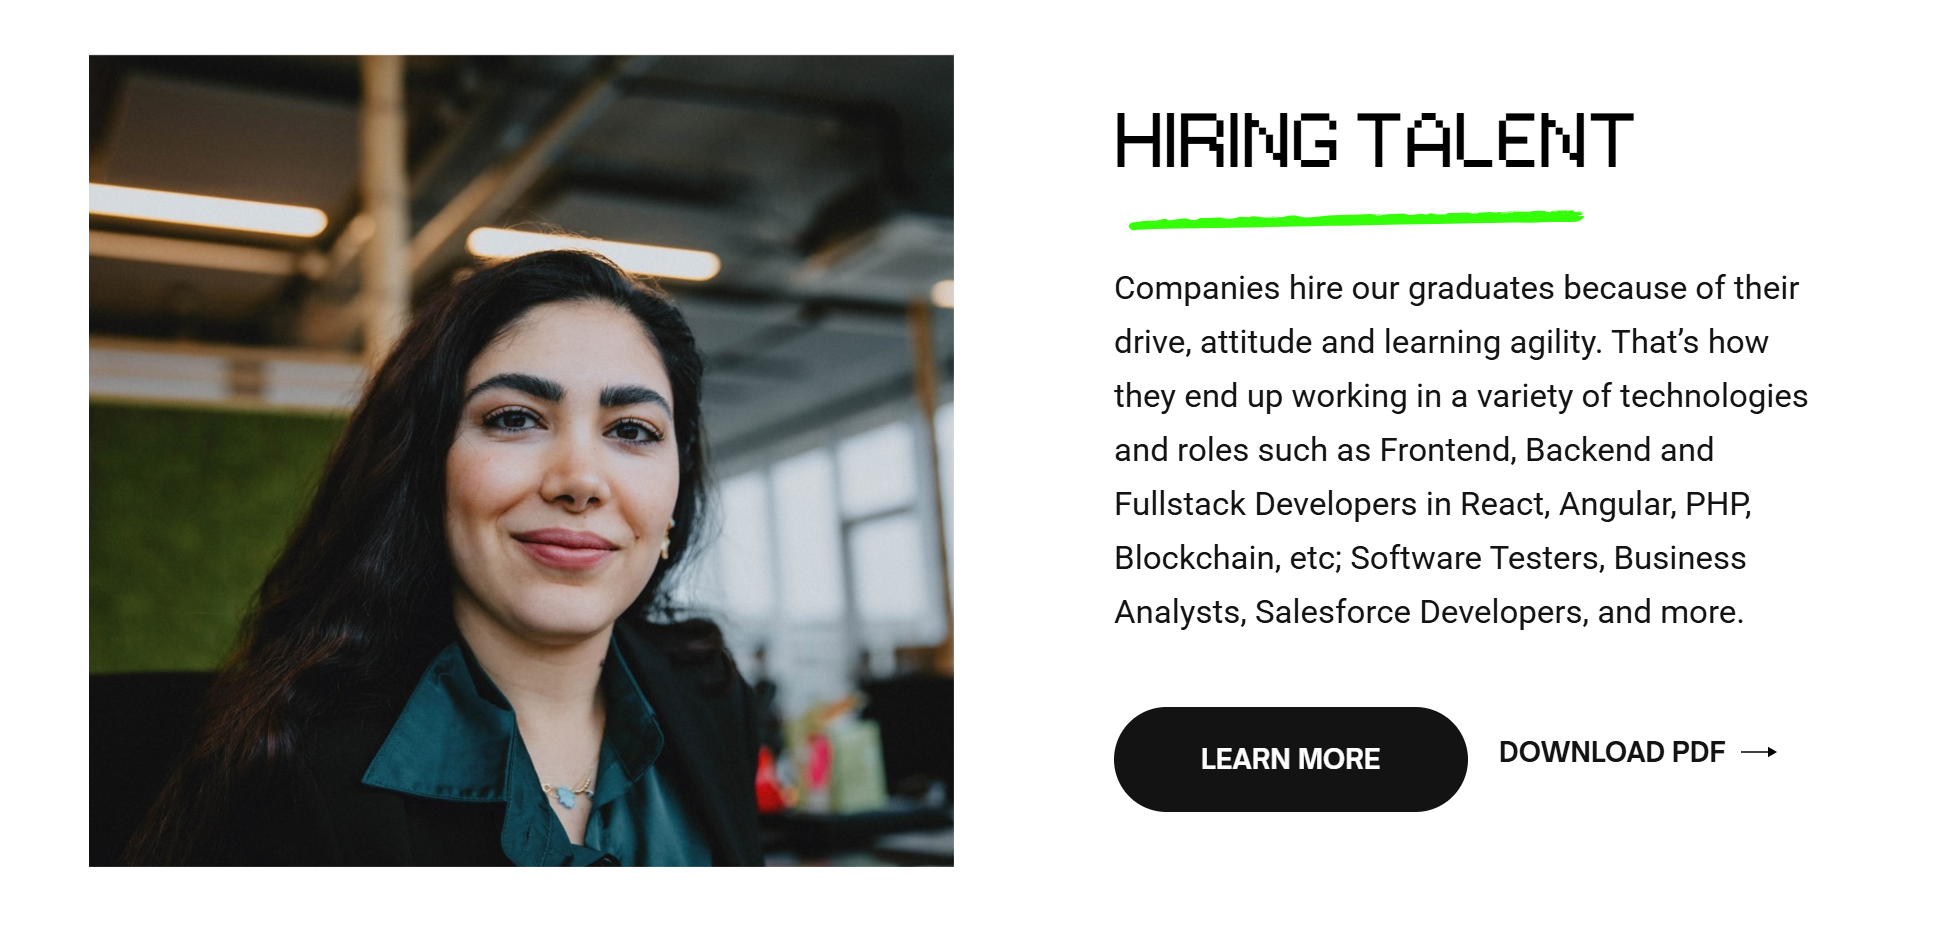 HIRING TALENT
Companies hire our graduates because of their
drive, attitude and learning agility. That’s how
they end up working in a variety of technologies
and roles such as Frontend, Backend and
Fullstack Developers in React, Angular, PHP,
Blockchain, etc; Software Testers, Business
Analysts, Salesforce Developers, and more.
LEARN MORE
DOWNLOAD PDF